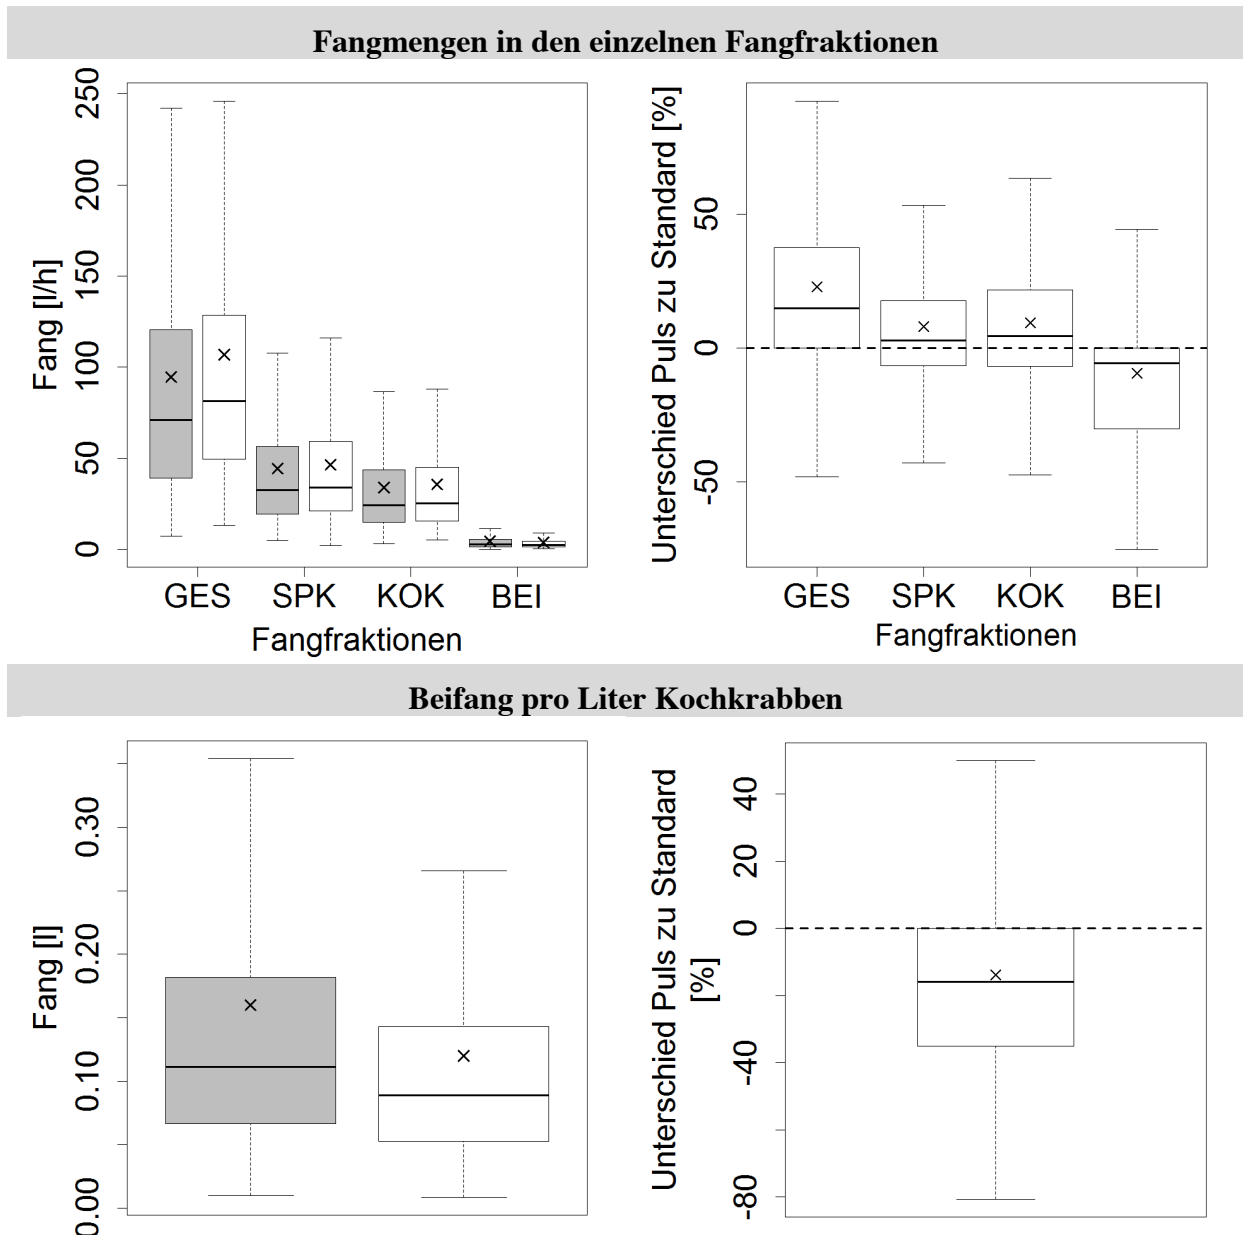 Fangmengen in den einzelnen Fangfraktionen
Fang [l/h]
250
200
150
100
50
0
GES SPK KOK BEI
Fangfraktionen
Unterschied Puls zu Standard [%]
50
0
-50
GES SPK KOK BEI
Fangfraktionen
Beifang pro Liter Kochkrabben
Fang [l]
0.30
0.20
0.10
0.00
Unterschied Puls zu Standard
[%]
40
20
0
-40
-80